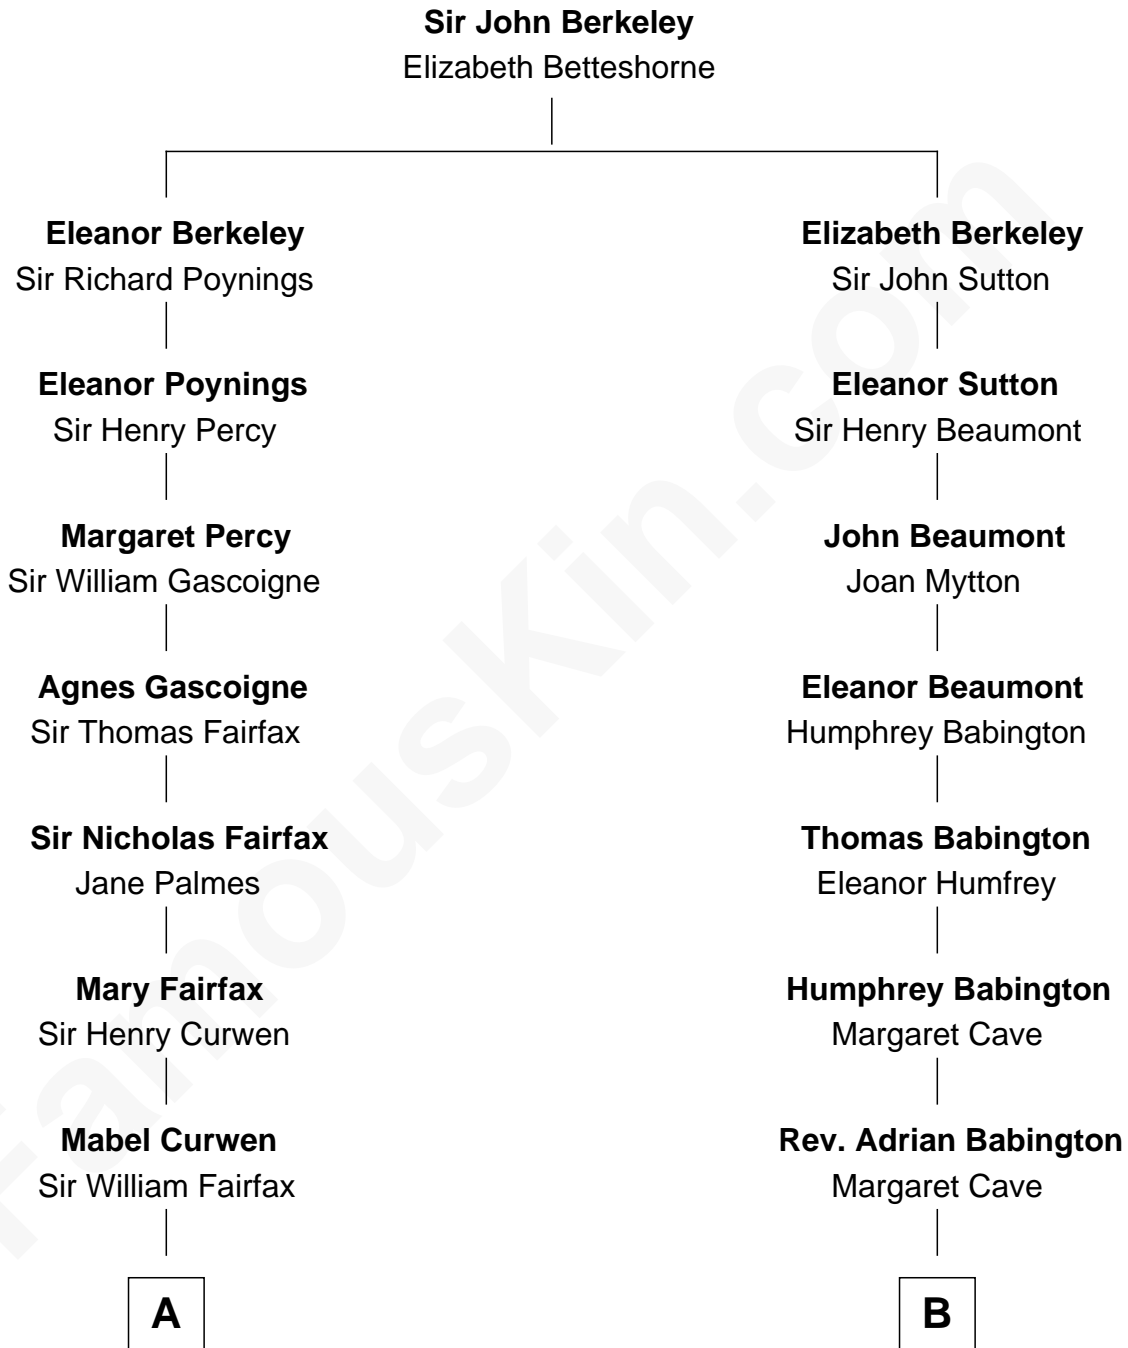 Sir John Berkeley
Elizabeth Betteshorne
Eleanor Berkeley
Sir Richard Poynings
Elizabeth Berkeley
Sir John Sutton
Eleanor Poynings
Sir Henry Percy
Eleanor Sutton
Sir Henry Beaumont
Margaret Percy
Sir William Gascoigne
John Beaumont
Joan Mytton
Agnes Gascoigne
Sir Thomas Fairfax
Eleanor Beaumont
Humphrey Babington
Sir Nicholas Fairfax
Jane Palmes
Thomas Babington
Eleanor Humfrey
Mary Fairfax
Sir Henry Curwen
Humphrey Babington
Margaret Cave
Mabel Curwen
Sir William Fairfax
Rev. Adrian Babington
Margaret Cave
A
B
FamousKin.com